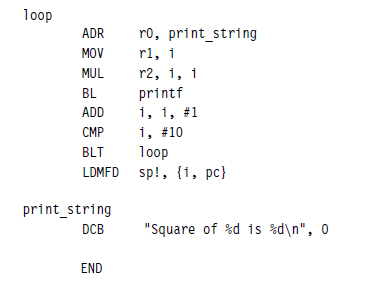 loop
ADR r0, print_string
MOV r1, i
MUL r2, i, i
BL printf
ADD i, i, #1
CMP i, #10
BLT loop
LDMFD sp!, {i, pc}
print_string
DCB "Square of %d is %d\n", 0
END